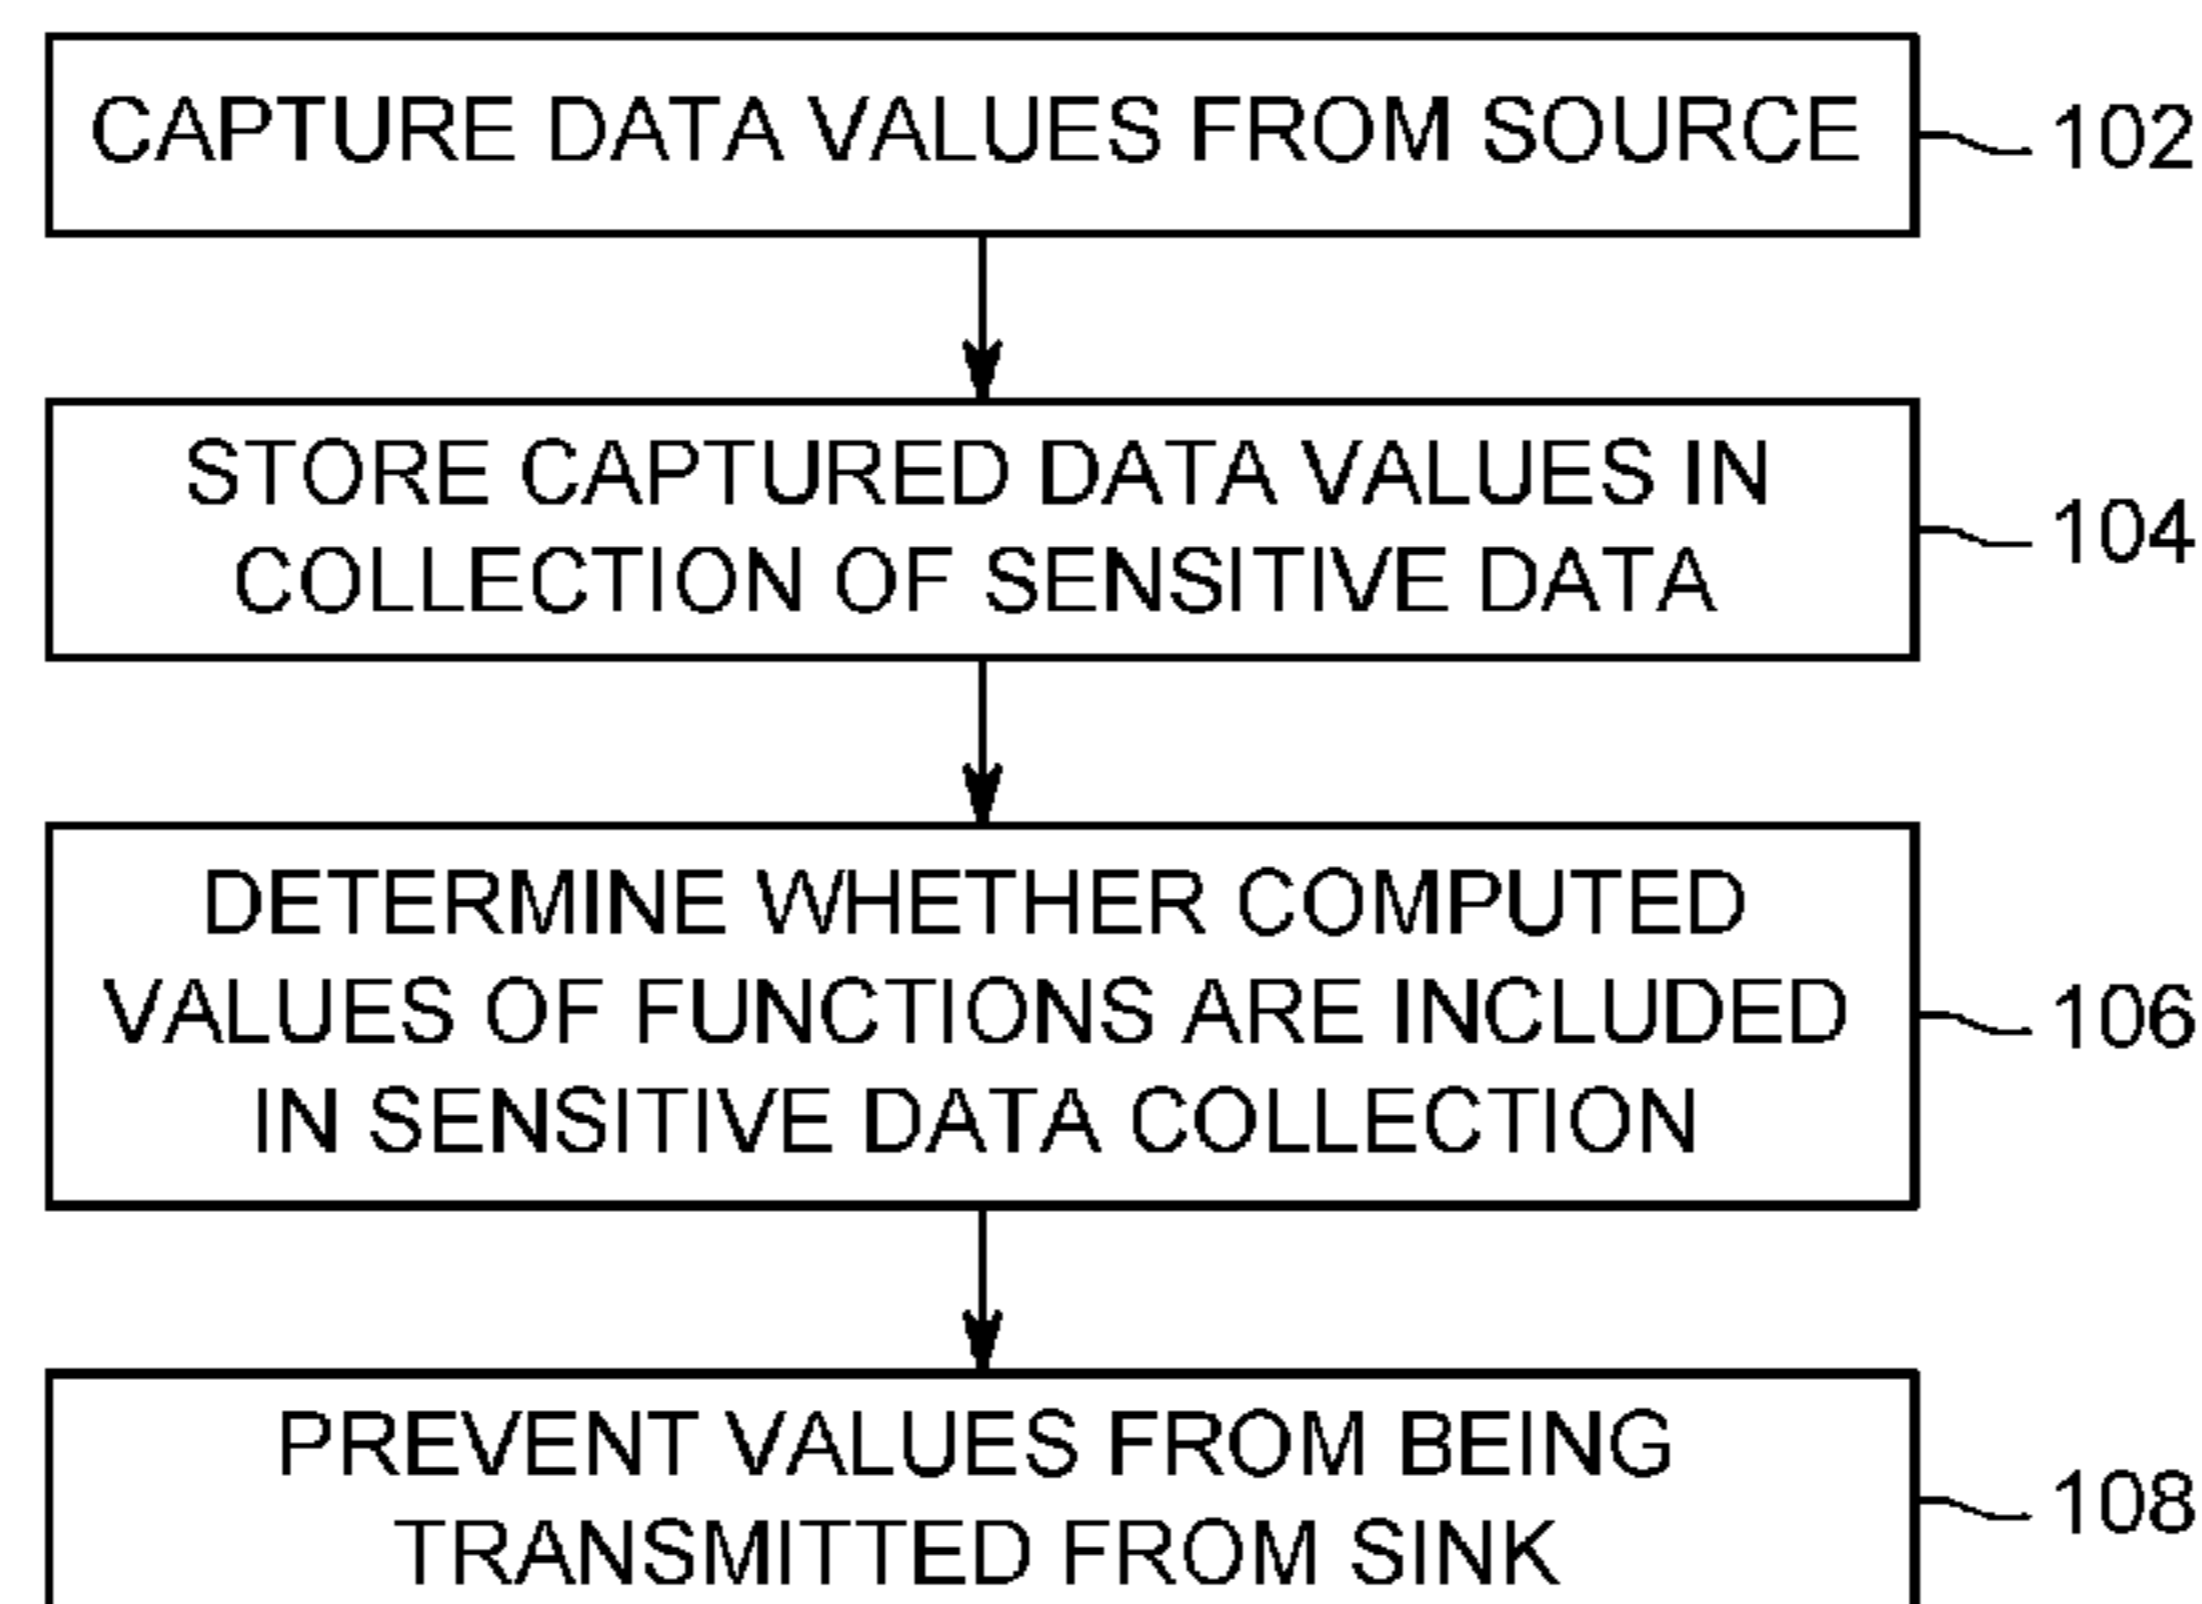 CAPTURE DATA VALUES FROM SOURCE
102
STORE CAPTURED DATA VALUES IN
COLLECTION OF SENSITIVE DATA
104
DETERMINE WHETHER COMPUTED
VALUES OF FUNCTIONS ARE INCLUDED
IN SENSITIVE DATA COLLECTION
106
PREVENT VALUES FROM BEING
TRANSMITTED FROM SINK
108